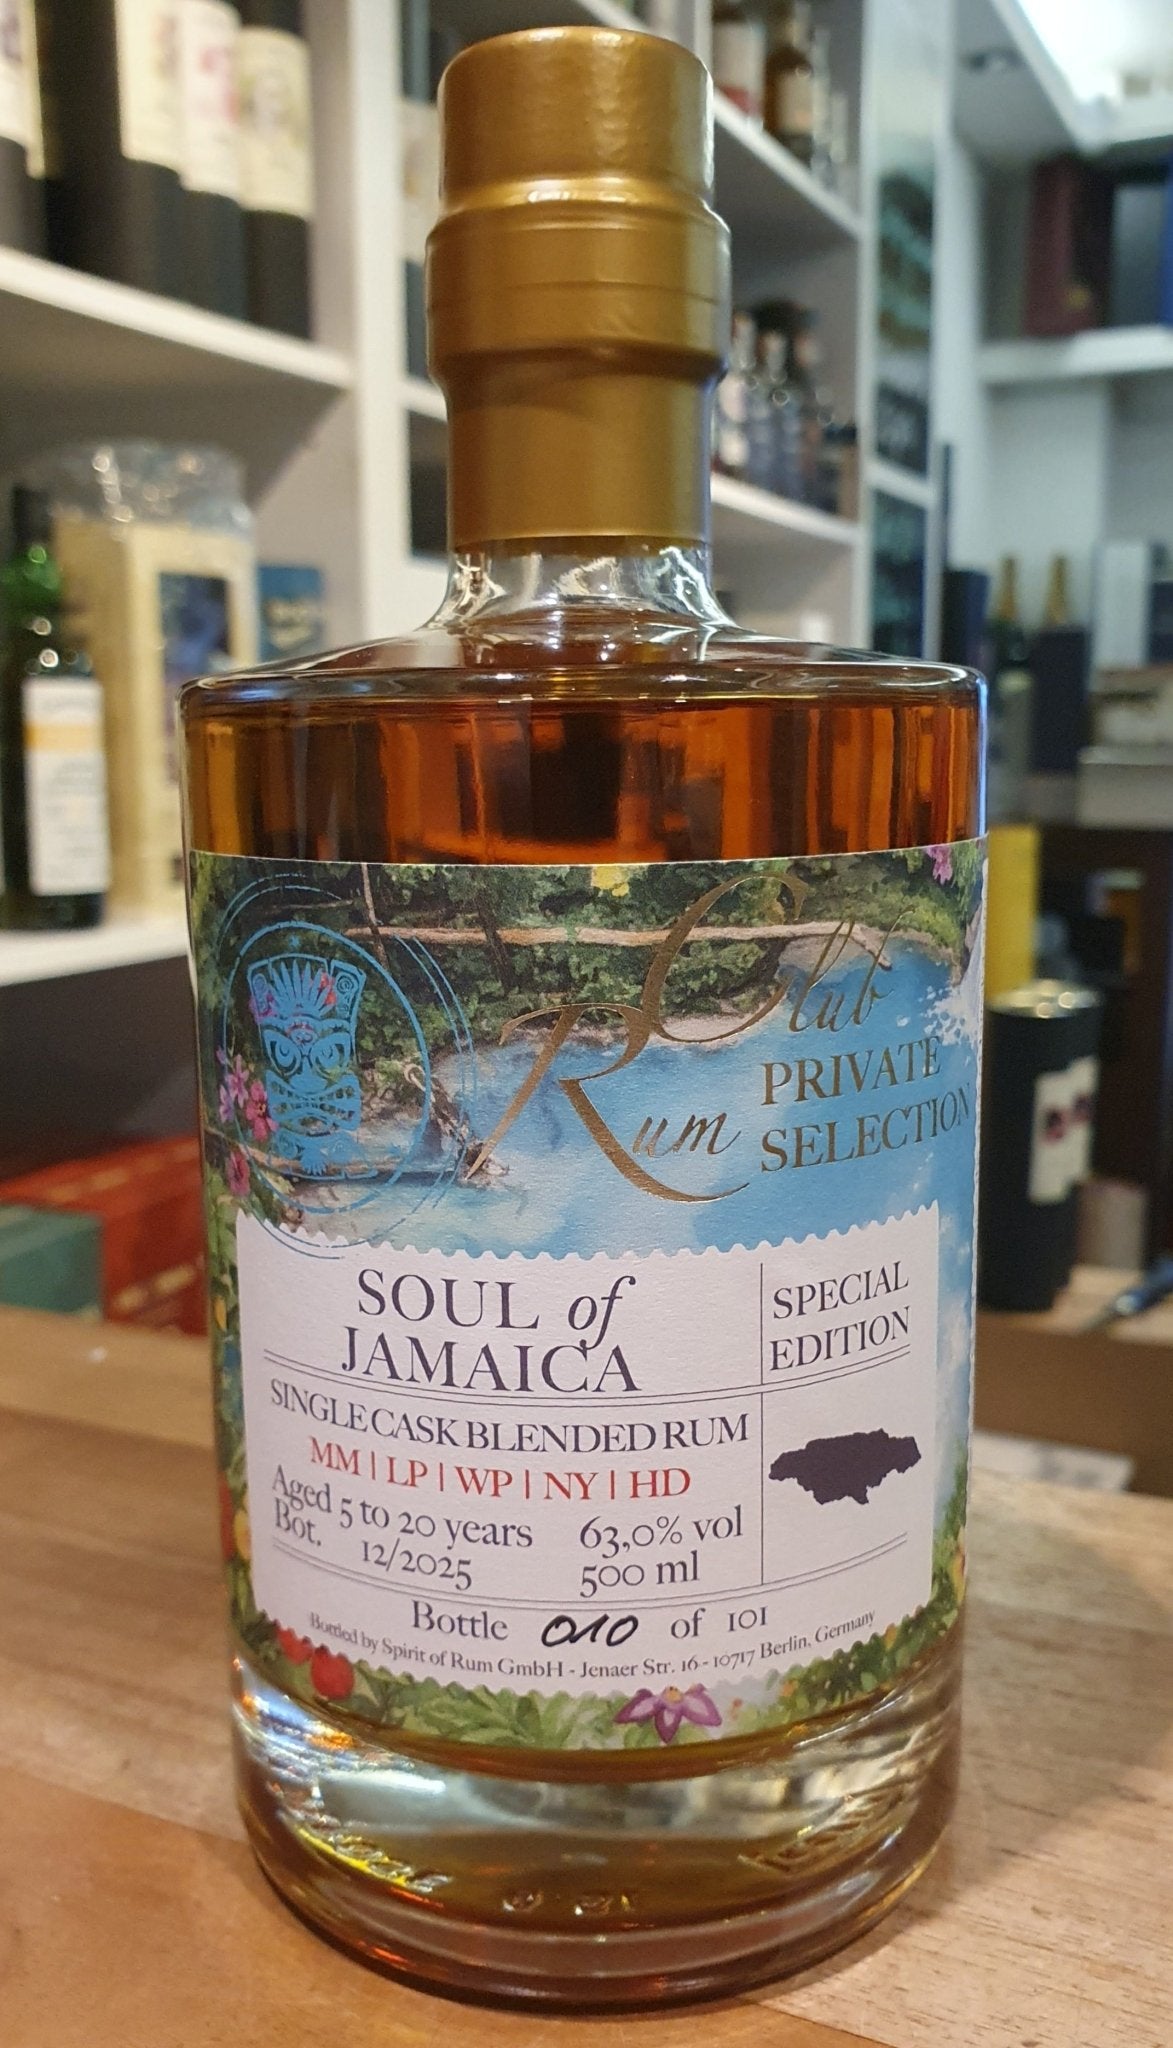 Rum Club
PRIVATE
SELECTION
SOUL of
JAMAICA
SPECIAL
EDITION
SINGLE CASK BLENDED RUM
MM | LP | WP | NY | HD
Aged 5 to 20 years 63,0% vol
Bot. 12/2025 500 ml
Bottle 010 of 101
Bottled by Spirit of Rum GmbH - Jenaer Str. 16 - 10717 Berlin, Germany